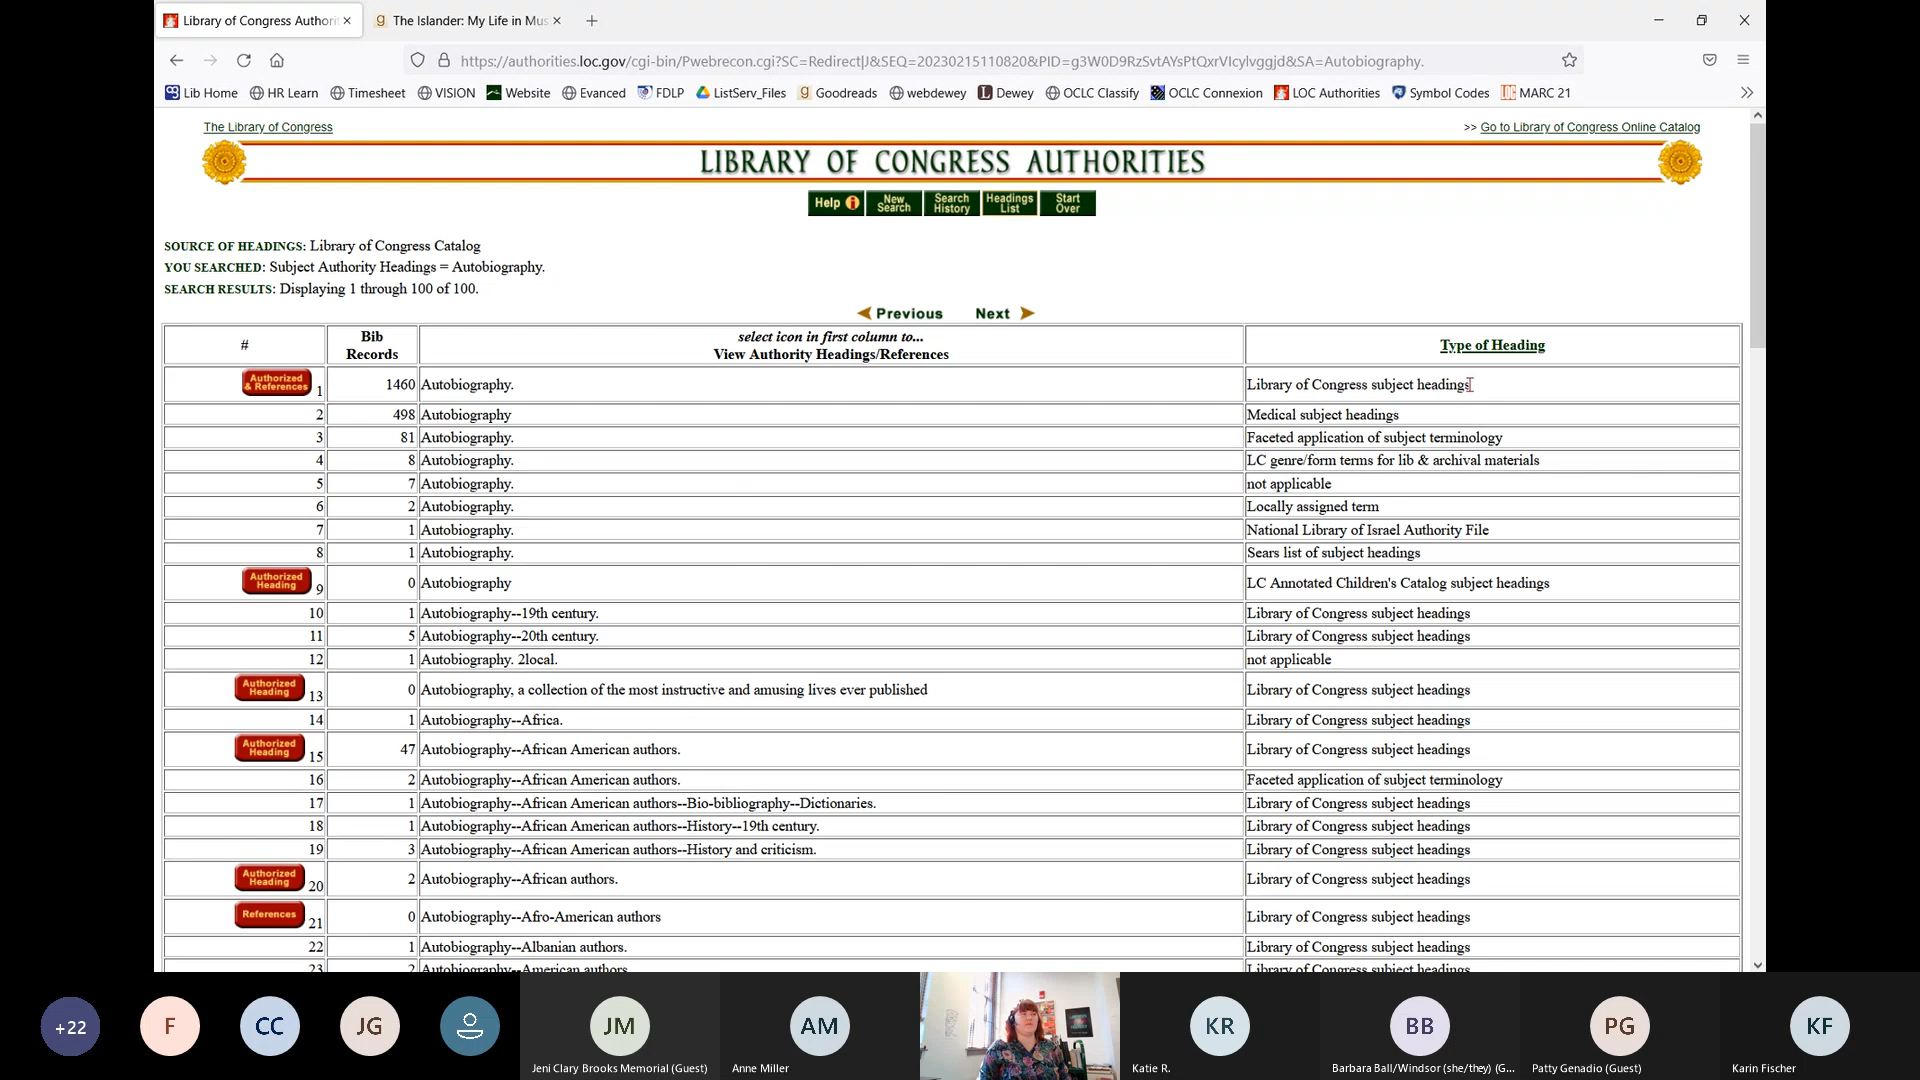 Library of Congress Authori
The Islander: My Life in Mus
https://authorities.loc.gov/cgi-bin/Pwebrecon.cgi?SC=Redirect|J&SEQ=20230215110820&PID=g3W0D9RzSvtAYsPtQxrVIcylvggjd&SA=Autobiography.
Lib Home HR Learn Timesheet VISION Website Evanced FDLP ListServ_Files Goodreads webdewey Dewey OCLC Classify OCLC Connexion LOC Authorities Symbol Codes MARC 21
The Library of Congress >> Go to Library of Congress Online Catalog
LIBRARY OF CONGRESS AUTHORITIES
Help New Search Search History Headings List Start Over
SOURCE OF HEADINGS: Library of Congress Catalog
YOU SEARCHED: Subject Authority Headings = Autobiography.
SEARCH RESULTS: Displaying 1 through 100 of 100.
Previous Next
# Bib Records select icon in first column to... View Authority Headings/References Type of Heading
Authorized & References 1 1460 Autobiography. Library of Congress subject headings
2 498 Autobiography Medical subject headings
3 81 Autobiography. Faceted application of subject terminology
4 8 Autobiography. LC genre/form terms for lib & archival materials
5 7 Autobiography. not applicable
6 2 Autobiography. Locally assigned term
7 1 Autobiography. National Library of Israel Authority File
8 1 Autobiography. Sears list of subject headings
Authorized Heading 9 0 Autobiography LC Annotated Children's Catalog subject headings
10 1 Autobiography--19th century. Library of Congress subject headings
11 5 Autobiography--20th century. Library of Congress subject headings
12 1 Autobiography. 2local. not applicable
Authorized Heading 13 0 Autobiography, a collection of the most instructive and amusing lives ever published Library of Congress subject headings
14 1 Autobiography--Africa. Library of Congress subject headings
Authorized Heading 15 47 Autobiography--African American authors. Library of Congress subject headings
16 2 Autobiography--African American authors. Faceted application of subject terminology
17 1 Autobiography--African American authors--Bio-bibliography--Dictionaries. Library of Congress subject headings
18 1 Autobiography--African American authors--History--19th century. Library of Congress subject headings
19 3 Autobiography--African American authors--History and criticism. Library of Congress subject headings
Authorized Heading 20 2 Autobiography--African authors. Library of Congress subject headings
References 21 0 Autobiography--Afro-American authors Library of Congress subject headings
22 1 Autobiography--Albanian authors. Library of Congress subject headings
23 2 Autobiography--American authors Library of Congress subject headings
+22 F CC JG JM AM KR BB PG KF
Jeni Clary Brooks Memorial (Guest) Anne Miller Katie R. Barbara Ball/Windsor (she/they) (G... Patty Genadio (Guest) Karin Fischer